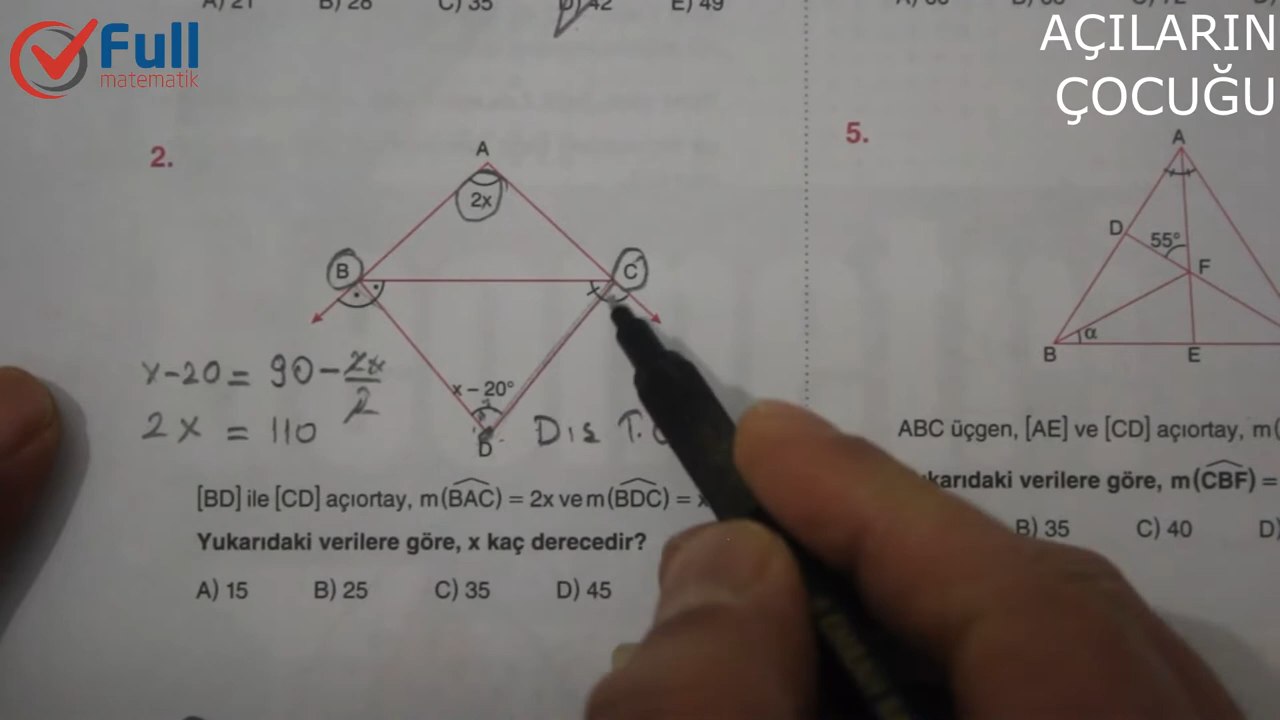 Full
matematik
AÇILARIN
ÇOCUĞU
2.
A
2x
B
C
x – 20°
D
x-20 = 90 - 2x/2
2x = 110
Dış T.
[BD] ile [CD] açıortay, m(BAC) = 2x ve m(BDC) =
Yukarıdaki verilere göre, x kaç derecedir?
A) 15 B) 25 C) 35 D) 45
5.
A
D
55°
F
B
α
E
ABC üçgen, [AE] ve [CD] açıortay, m(
karıdaki verilere göre, m(CBF) =
B) 35 C) 40 D)